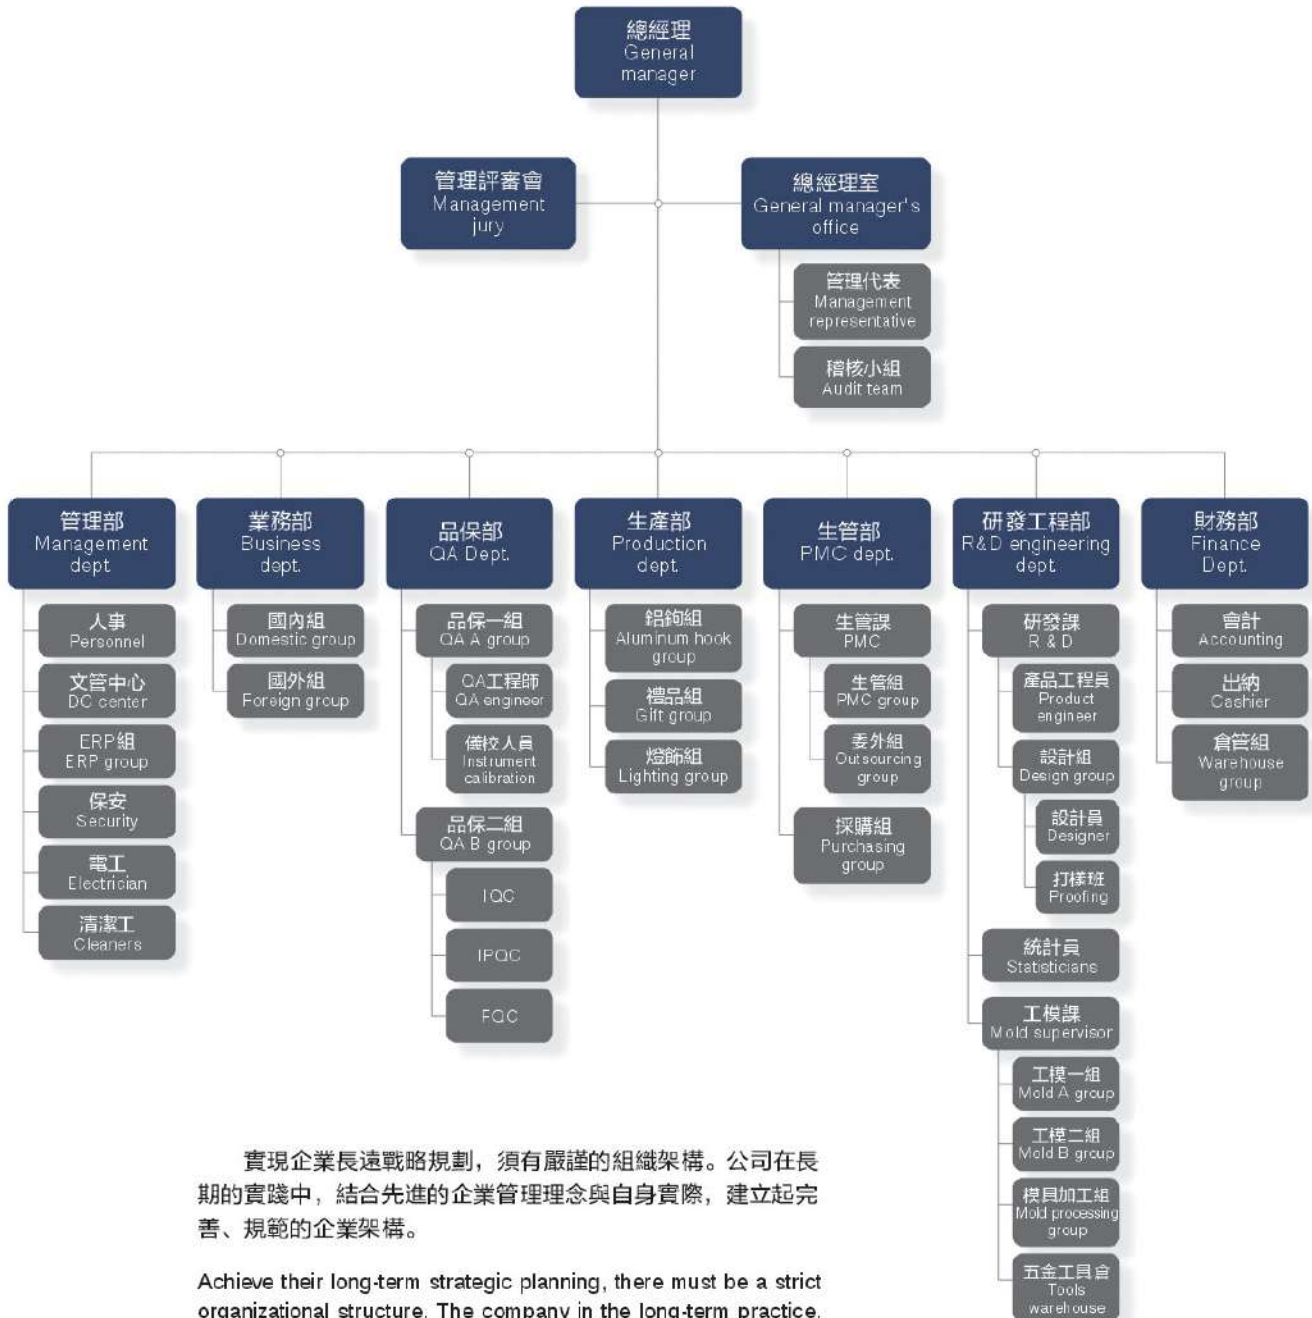 總經理
General
manager
管理評審會
Management
jury
總經理室
General manager's
office
管理代表
Management
representative
稽核小組
Audit team
管理部
Management
dept.
人事
Personnel
文管中心
DC center
ERP組
ERP group
保安
Security
電工
Electrician
清潔工
Cleaners
業務部
Business
dept.
國內組
Domestic group
國外組
Foreign group
品保部
QA Dept.
品保一組
QA A group
QA工程師
QA engineer
儀校人員
Instrument
calibration
品保二組
QA B group
IQC
IPQC
FQC
生產部
Production
dept.
鋁鉤組
Aluminum hook
group
禮品組
Gift group
燈飾組
Lighting group
生管部
PMC dept.
生管課
PMC
生管組
PMC group
委外組
Outsourcing
group
採購組
Purchasing
group
研發工程部
R&D engineering
dept.
研發課
R & D
產品工程員
Product
engineer
設計組
Design group
設計員
Designer
打樣班
Proofing
統計員
Statisticians
工模課
Mold supervisor
工模一組
Mold A group
工模二組
Mold B group
模具加工組
Mold processing
group
五金工具倉
Tools
warehouse
財務部
Finance
Dept.
會計
Accounting
出納
Cashier
倉管組
Warehouse
group
實現企業長遠戰略規劃，須有嚴謹的組織架構。公司在長
期的實踐中，結合先進的企業管理理念與自身實際，建立起完
善、規範的企業架構。
Achieve their long-term strategic planning, there must be a strict
organizational structure. The company in the long-term practice,